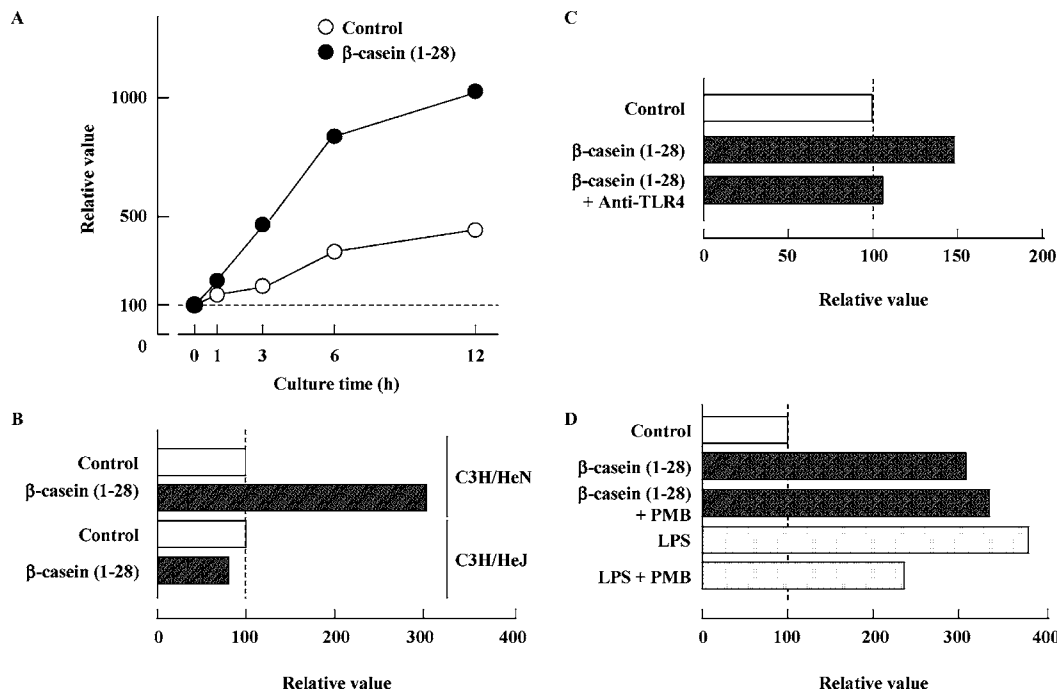 A
Control
β-casein (1-28)
Relative value
1000
500
100
0
0 1 3 6 12
Culture time (h)
B
Control
β-casein (1-28)
C3H/HeN
Control
β-casein (1-28)
C3H/HeJ
0 100 200 300 400
Relative value
C
Control
β-casein (1-28)
β-casein (1-28)
+ Anti-TLR4
0 50 100 150 200
Relative value
D
Control
β-casein (1-28)
β-casein (1-28)
+ PMB
LPS
LPS + PMB
0 100 200 300 400
Relative value